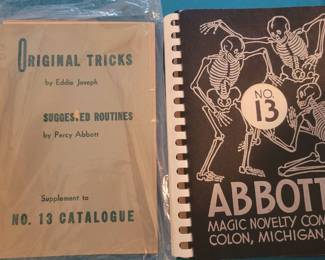 ORIGINAL TRICKS
by Eddie Joseph
SUGGESTED ROUTINES
by Percy Abbott
Supplement to
NO. 13 CATALOGUE
NO.
13
ABBOTT
MAGIC NOVELTY COM
COLON, MICHIGAN,